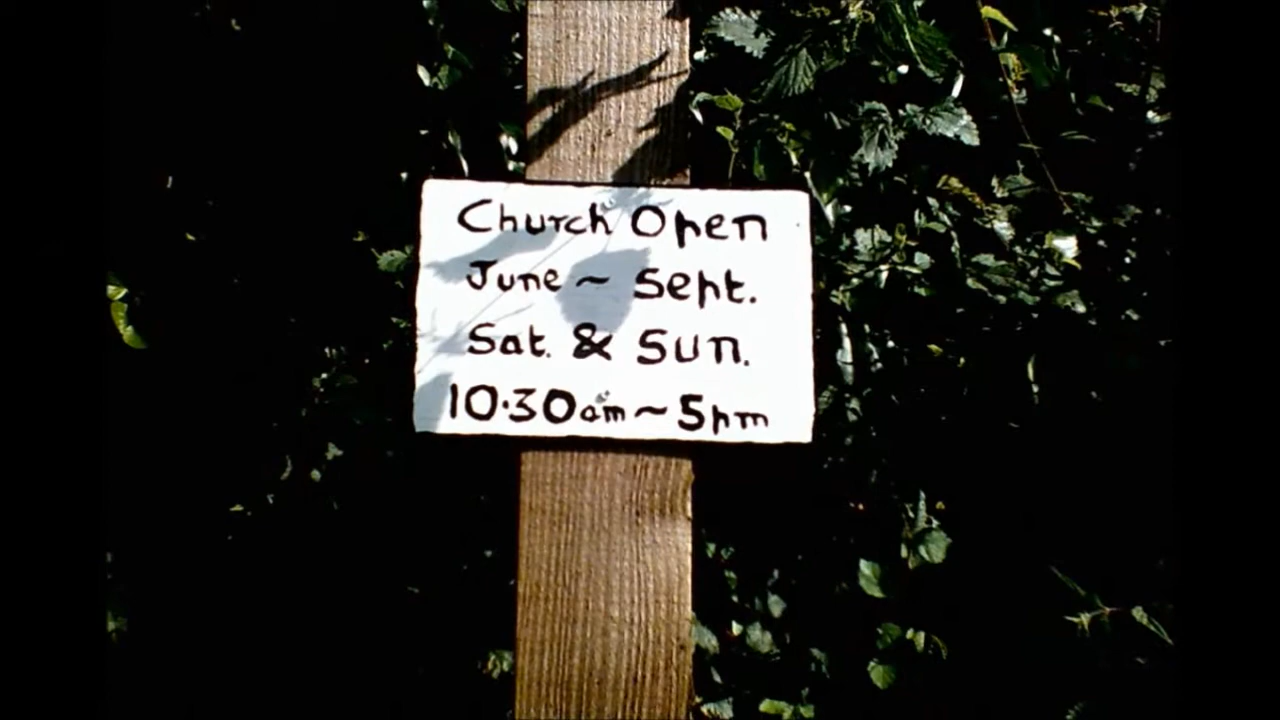 Church Open
June ~ Sept.
Sat. & Sun.
10.30am ~ 5pm